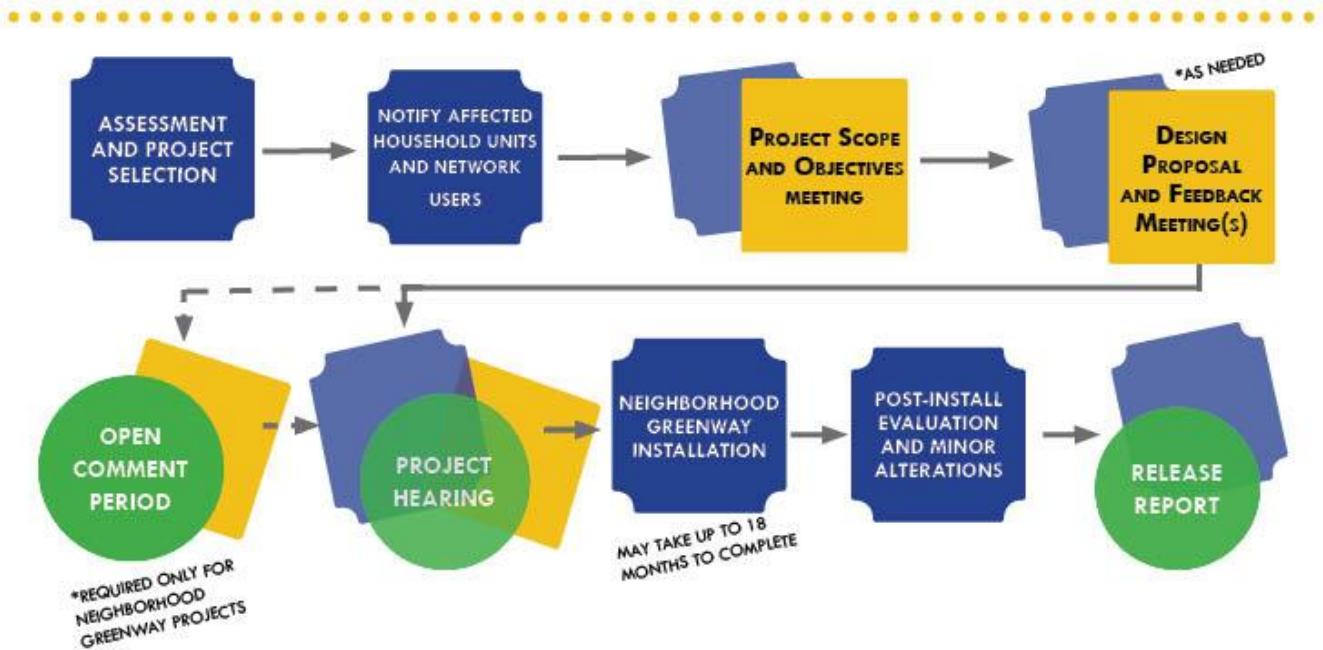 ASSESSMENT
AND PROJECT
SELECTION
NOTIFY AFFECTED
HOUSEHOLD UNITS
AND NETWORK
USERS
PROJECT SCOPE
AND OBJECTIVES
MEETING
*AS NEEDED
DESIGN
PROPOSAL
AND FEEDBACK
MEETING(S)
OPEN
COMMENT
PERIOD
*REQUIRED ONLY FOR
NEIGHBORHOOD
GREENWAY PROJECTS
PROJECT
HEARING
NEIGHBORHOOD
GREENWAY
INSTALLATION
MAY TAKE UP TO 18
MONTHS TO COMPLETE
POST-INSTALL
EVALUATION
AND MINOR
ALTERATIONS
RELEASE
REPORT